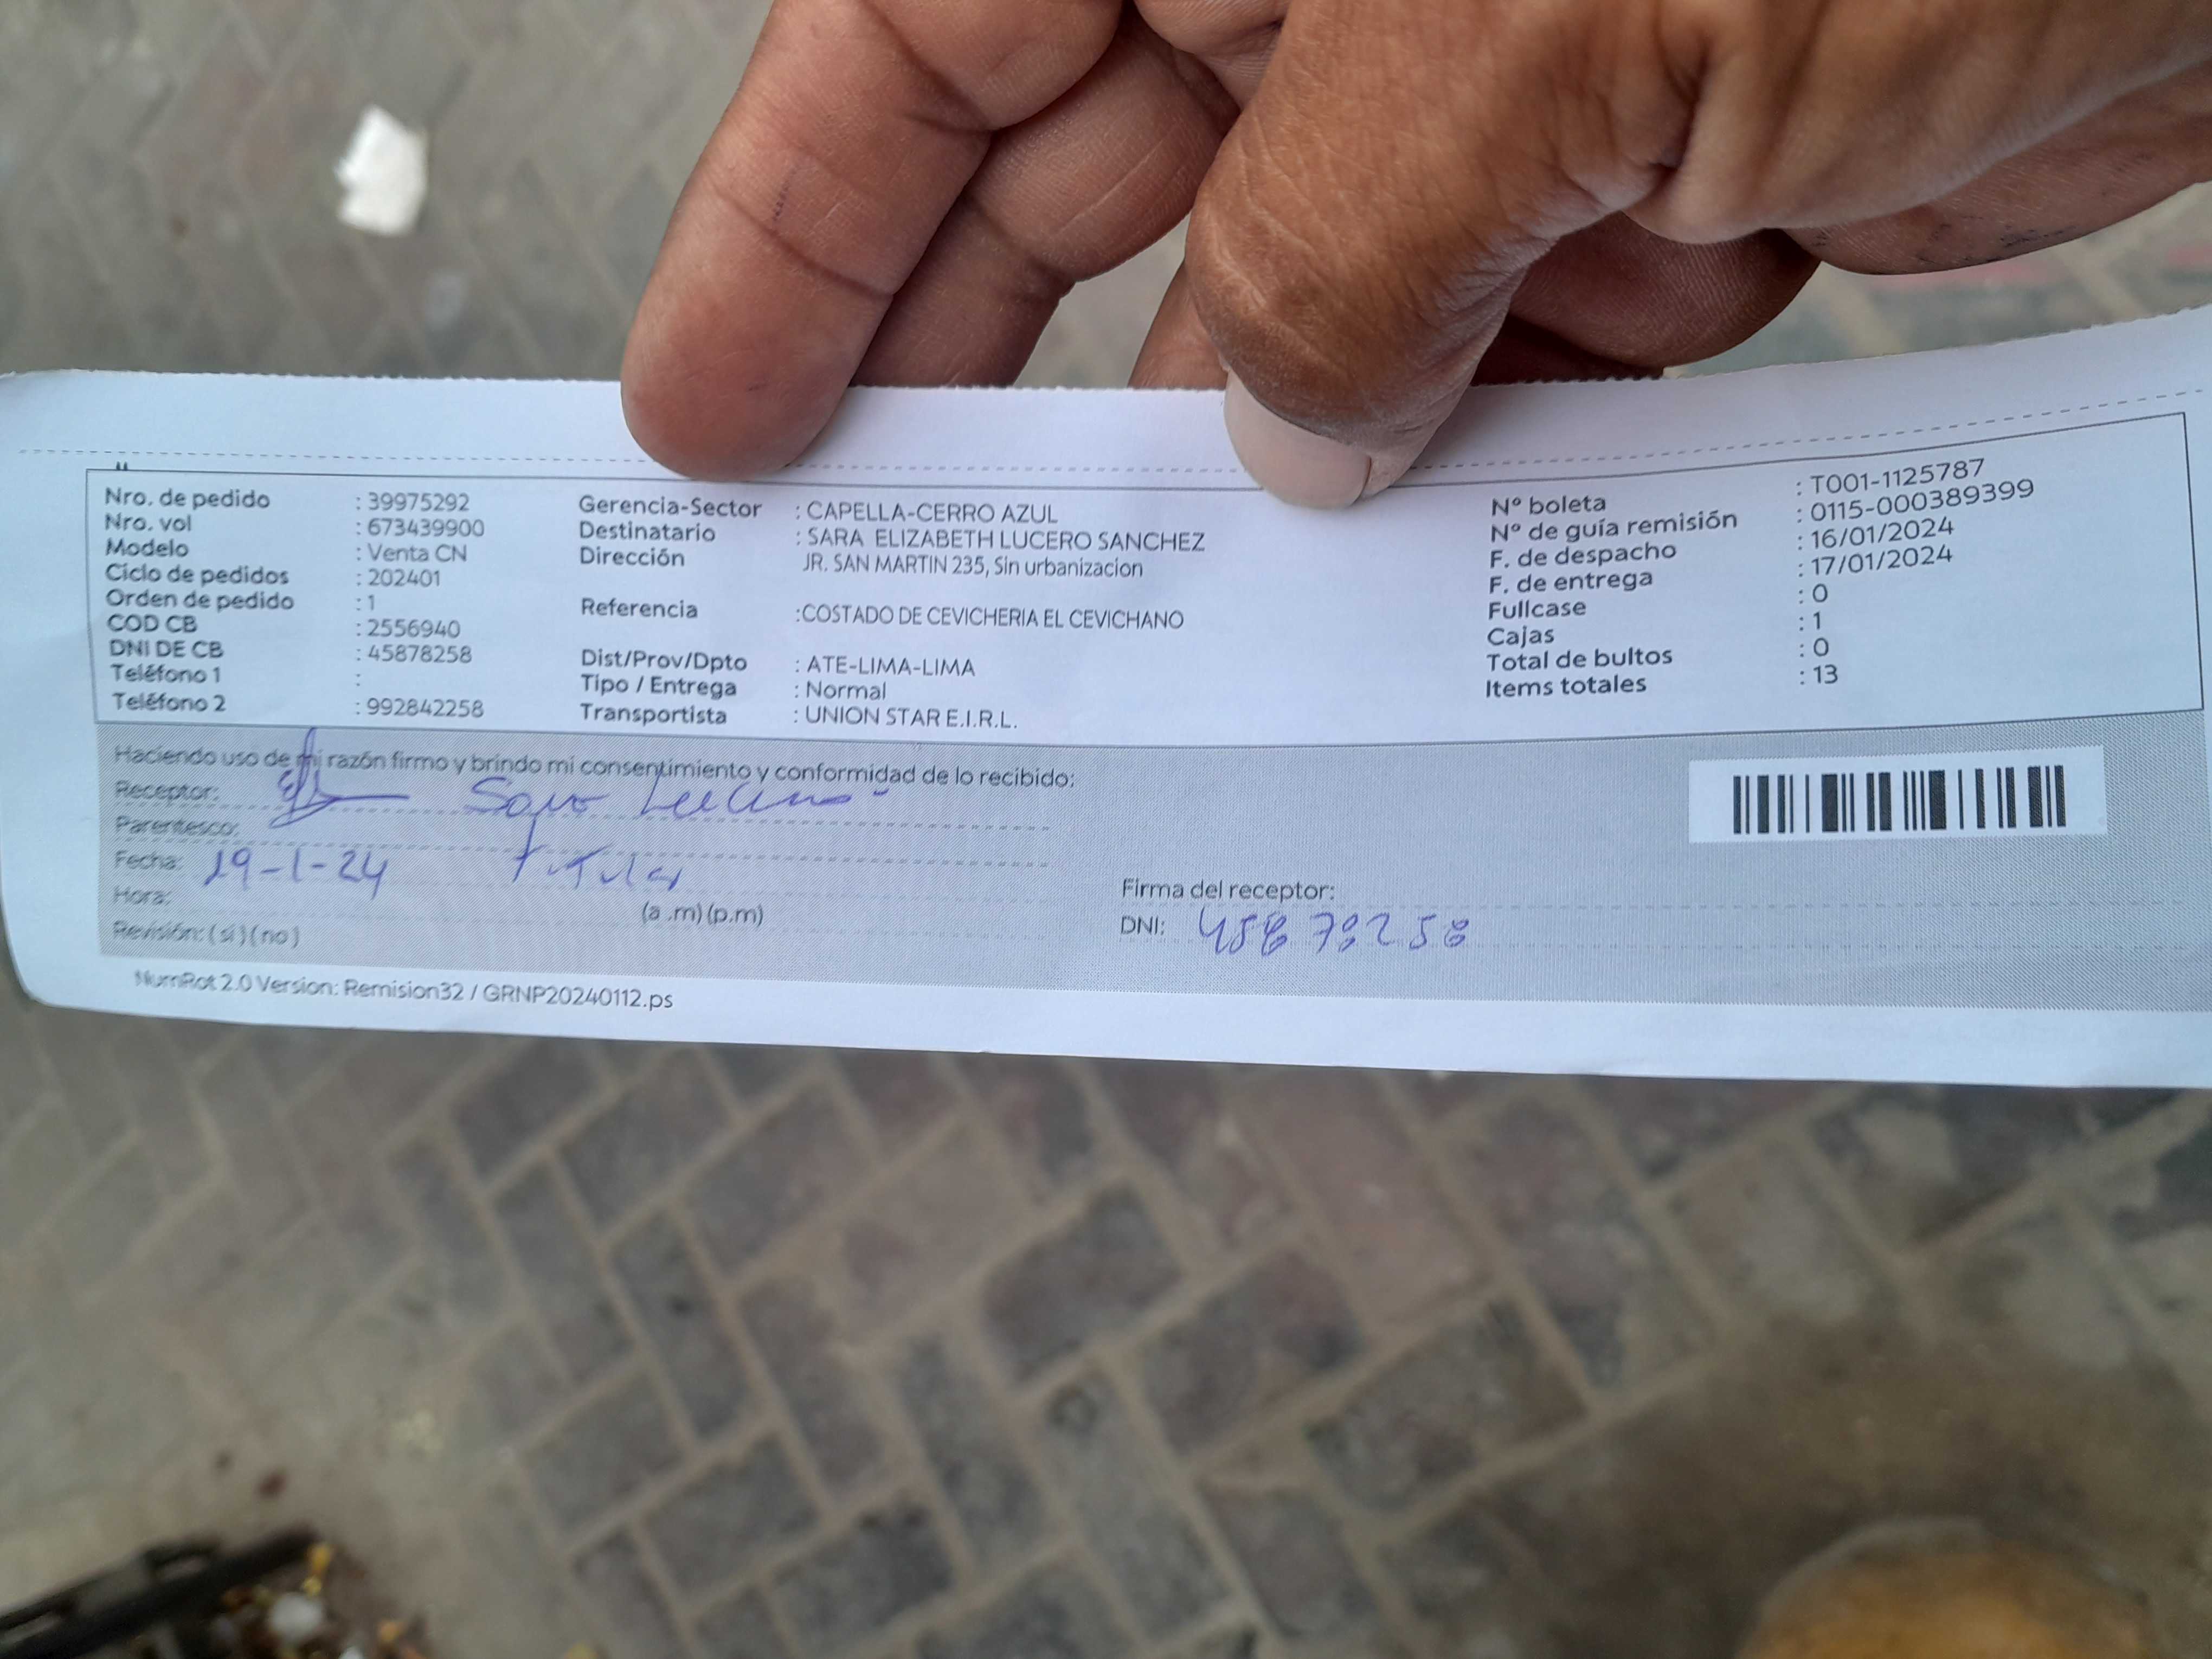 Nro. de pedido : 39975292
Nro. vol : 673439900
Modelo : Venta CN
Ciclo de pedidos : 202401
Orden de pedido : 1
COD CB : 2556940
DNI DE CB : 45878258
Teléfono 1 :
Teléfono 2 : 992842258
Gerencia-Sector : CAPELLA-CERRO AZUL
Destinatario : SARA ELIZABETH LUCERO SANCHEZ
Dirección JR. SAN MARTIN 235, Sin urbanizacion
Referencia :COSTADO DE CEVICHERIA EL CEVICHANO
Dist/Prov/Dpto : ATE-LIMA-LIMA
Tipo / Entrega : Normal
Transportista : UNION STAR E.I.R.L.
N° boleta : T001-1125787
N° de guía remisión : 0115-000389399
F. de despacho : 16/01/2024
F. de entrega : 17/01/2024
Fullcase : 0
Cajas : 1
Total de bultos : 0
Items totales : 13
Haciendo uso de mi razón firmo y brindo mi consentimiento y conformidad de lo recibido:
Receptor:
Parentesco: Titular
Fecha: 19-1-24
Hora: (a .m) (p.m)
Revisión: (si) (no)
Firma del receptor:
DNI: 45878258
NumRot 2.0 Version: Remision32 / GRNP20240112.ps